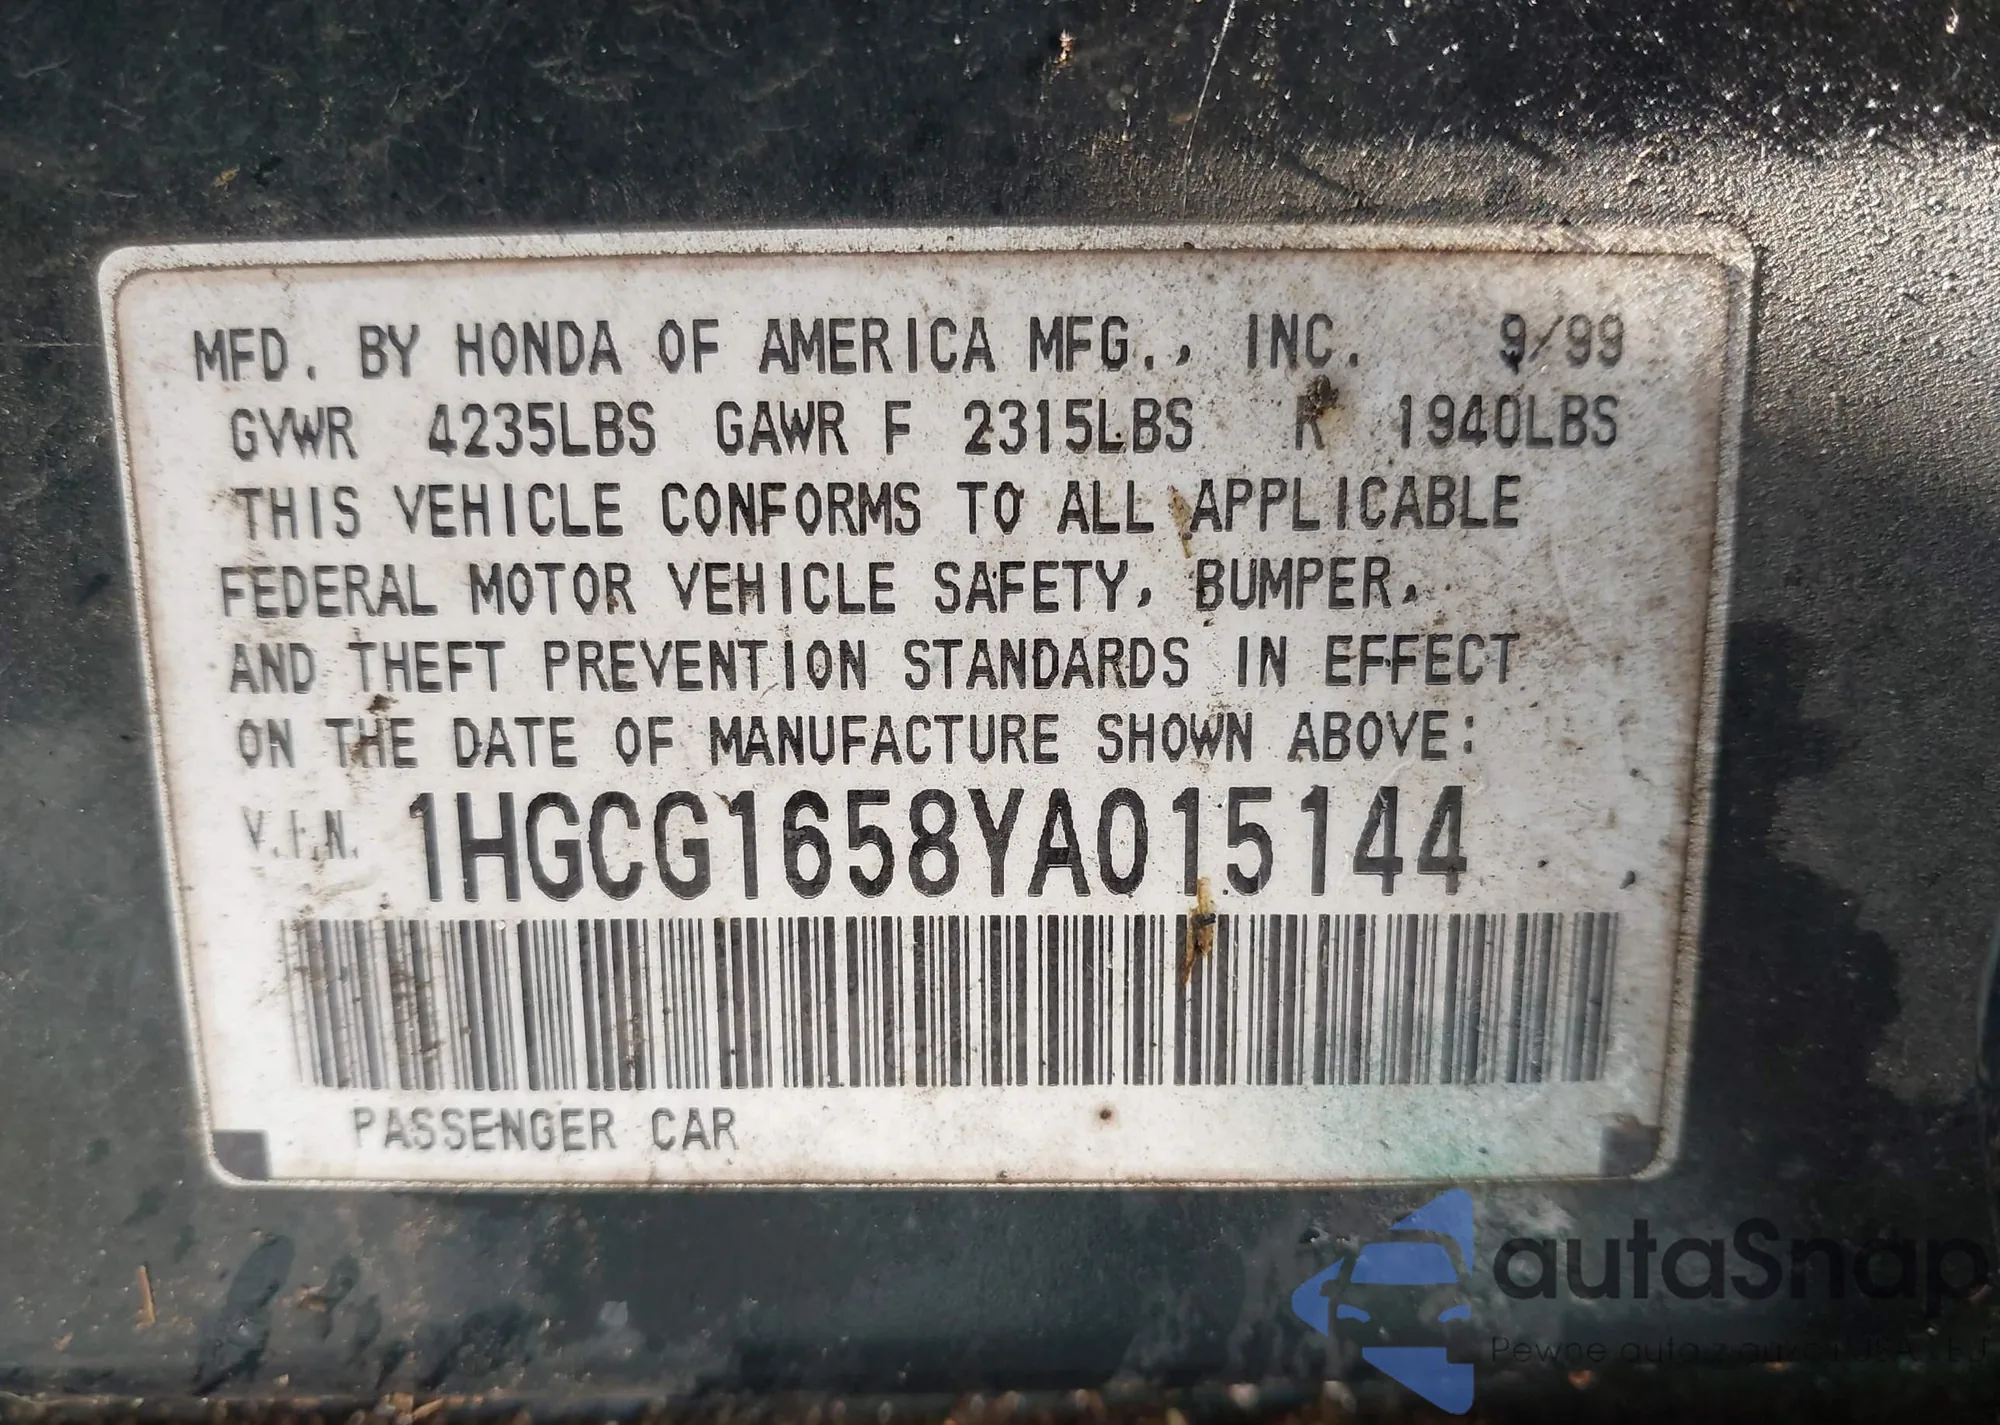 MFD. BY HONDA OF AMERICA MFG., INC. 9/99
GVWR 4235LBS GAWR F 2315LBS R 1940LBS
THIS VEHICLE CONFORMS TO ALL APPLICABLE
FEDERAL MOTOR VEHICLE SAFETY, BUMPER,
AND THEFT PREVENTION STANDARDS IN EFFECT
ON THE DATE OF MANUFACTURE SHOWN ABOVE:
V.I.N. 1HGCG1658YA015144
PASSENGER CAR
autaSnap
Pewne auta z